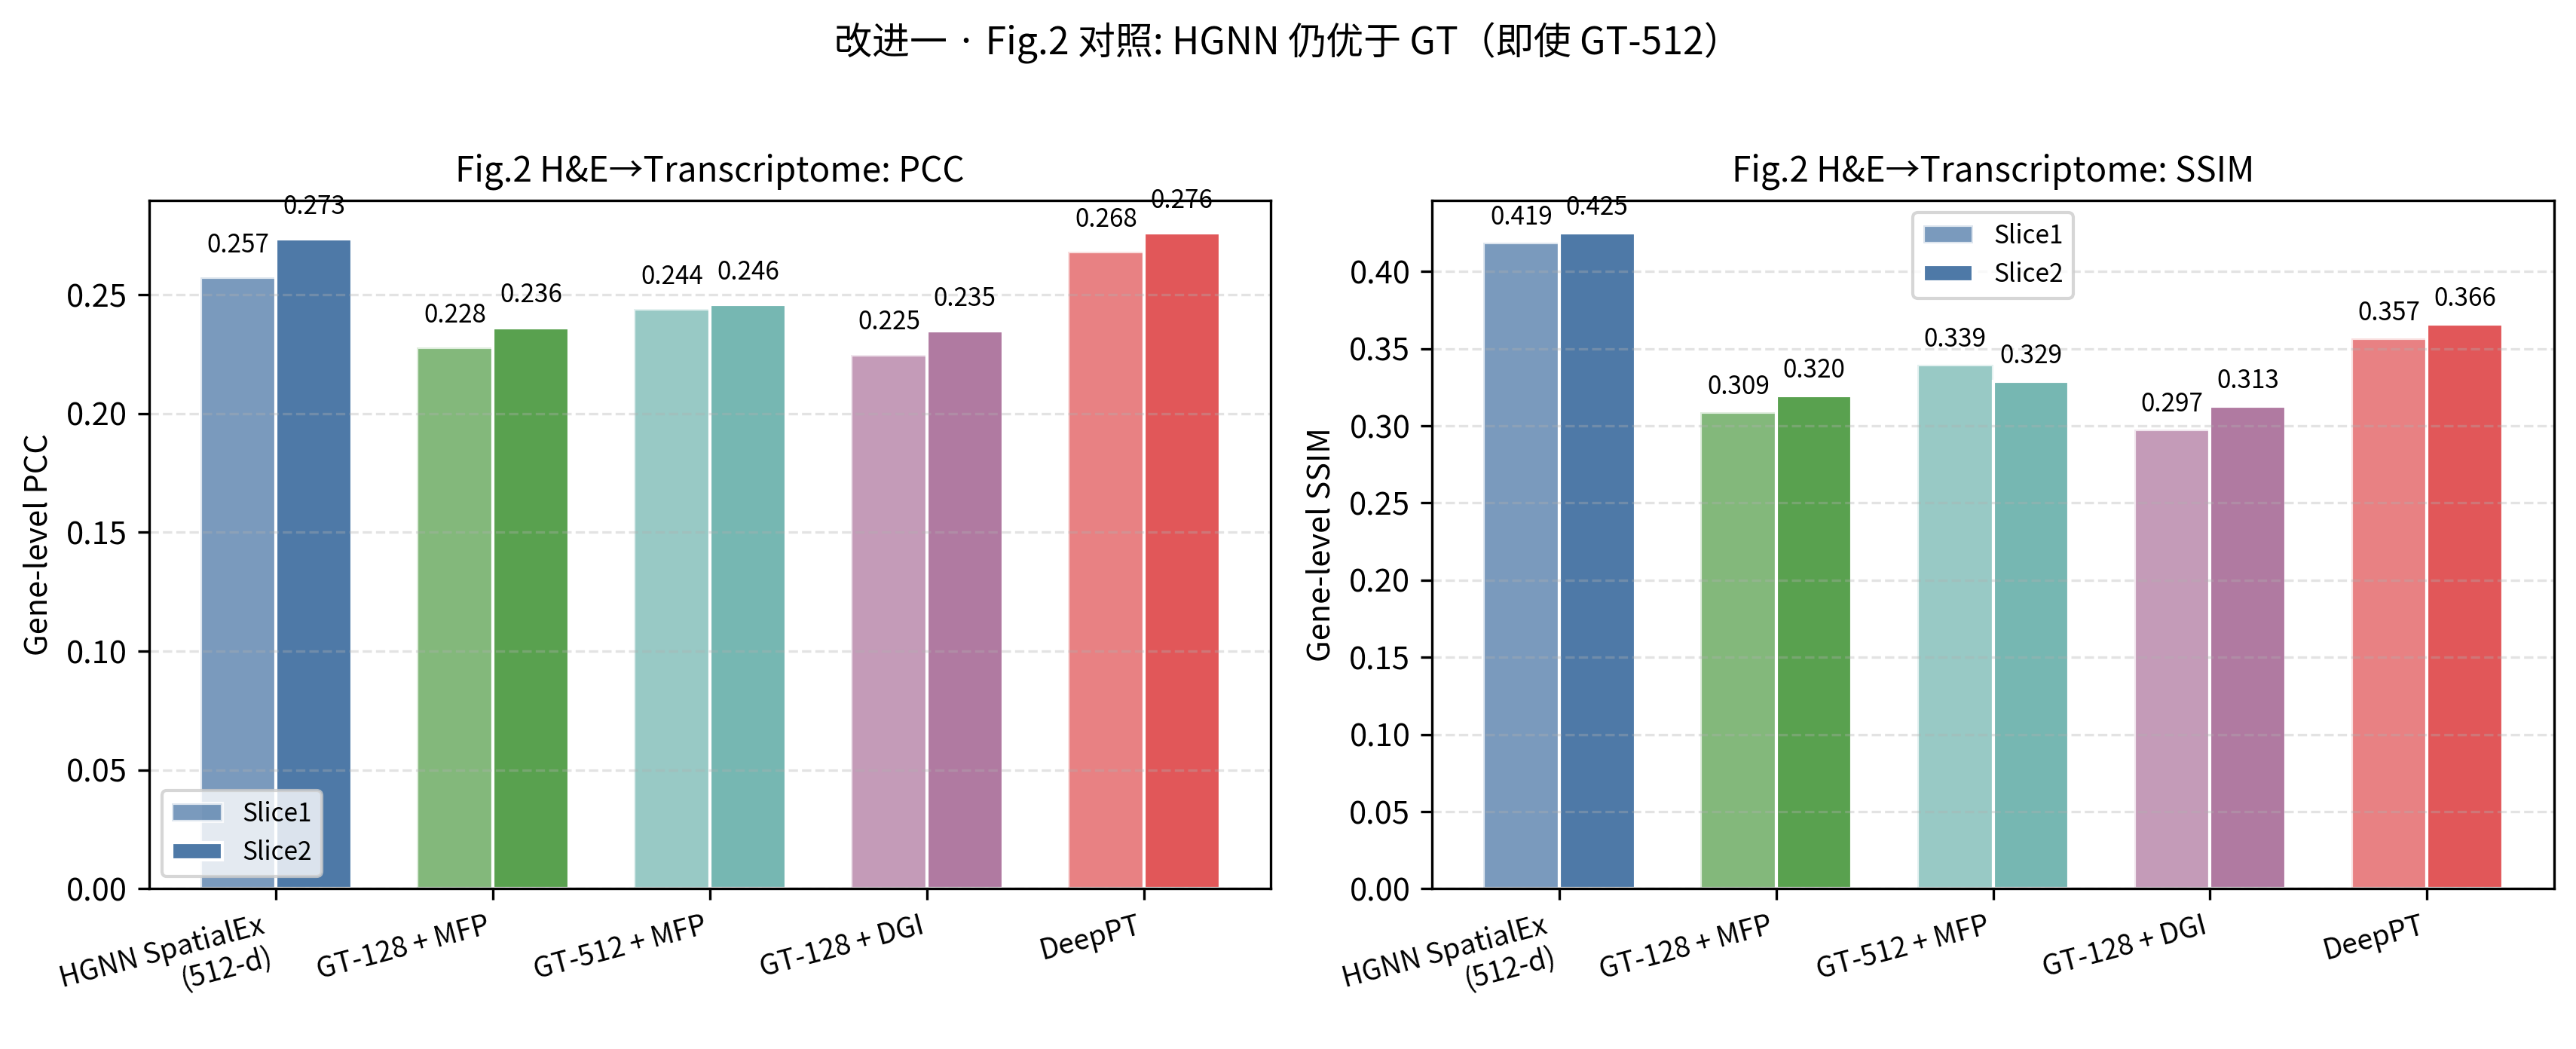 改进一 · Fig.2 对照: HGNN 仍优于 GT（即使 GT-512）
Fig.2 H&E→Transcriptome: PCC
Gene-level PCC
0.25
0.20
0.15
0.10
0.05
0.00
0.257
0.273
0.228
0.236
0.244
0.246
0.225
0.235
0.268
0.276
Slice1
Slice2
HGNN SpatialEx
(512-d)
GT-128 + MFP
GT-512 + MFP
GT-128 + DGI
DeepPT
Fig.2 H&E→Transcriptome: SSIM
Gene-level SSIM
0.40
0.35
0.30
0.25
0.20
0.15
0.10
0.05
0.00
0.419
0.425
0.309
0.320
0.339
0.329
0.297
0.313
0.357
0.366
Slice1
Slice2
HGNN SpatialEx
(512-d)
GT-128 + MFP
GT-512 + MFP
GT-128 + DGI
DeepPT